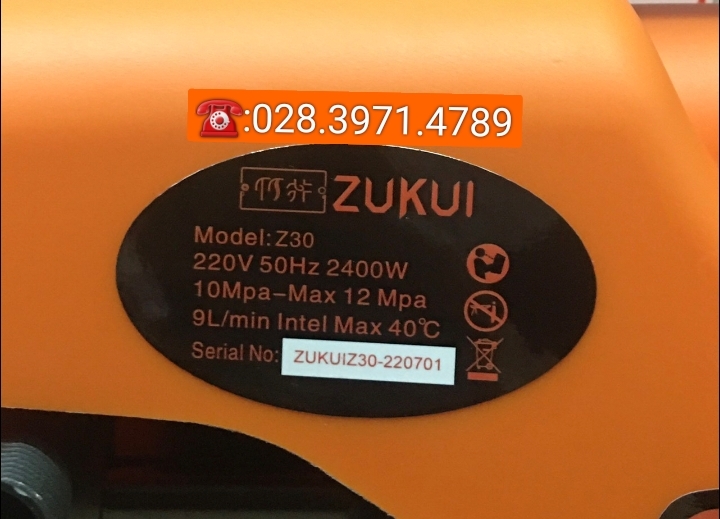 ☎:028.3971.4789
ZUKUI
Model: Z30
220V 50Hz 2400W
10Mpa-Max 12 Mpa
9L/min Intel Max 40℃
Serial No: ZUKUIZ30-220701